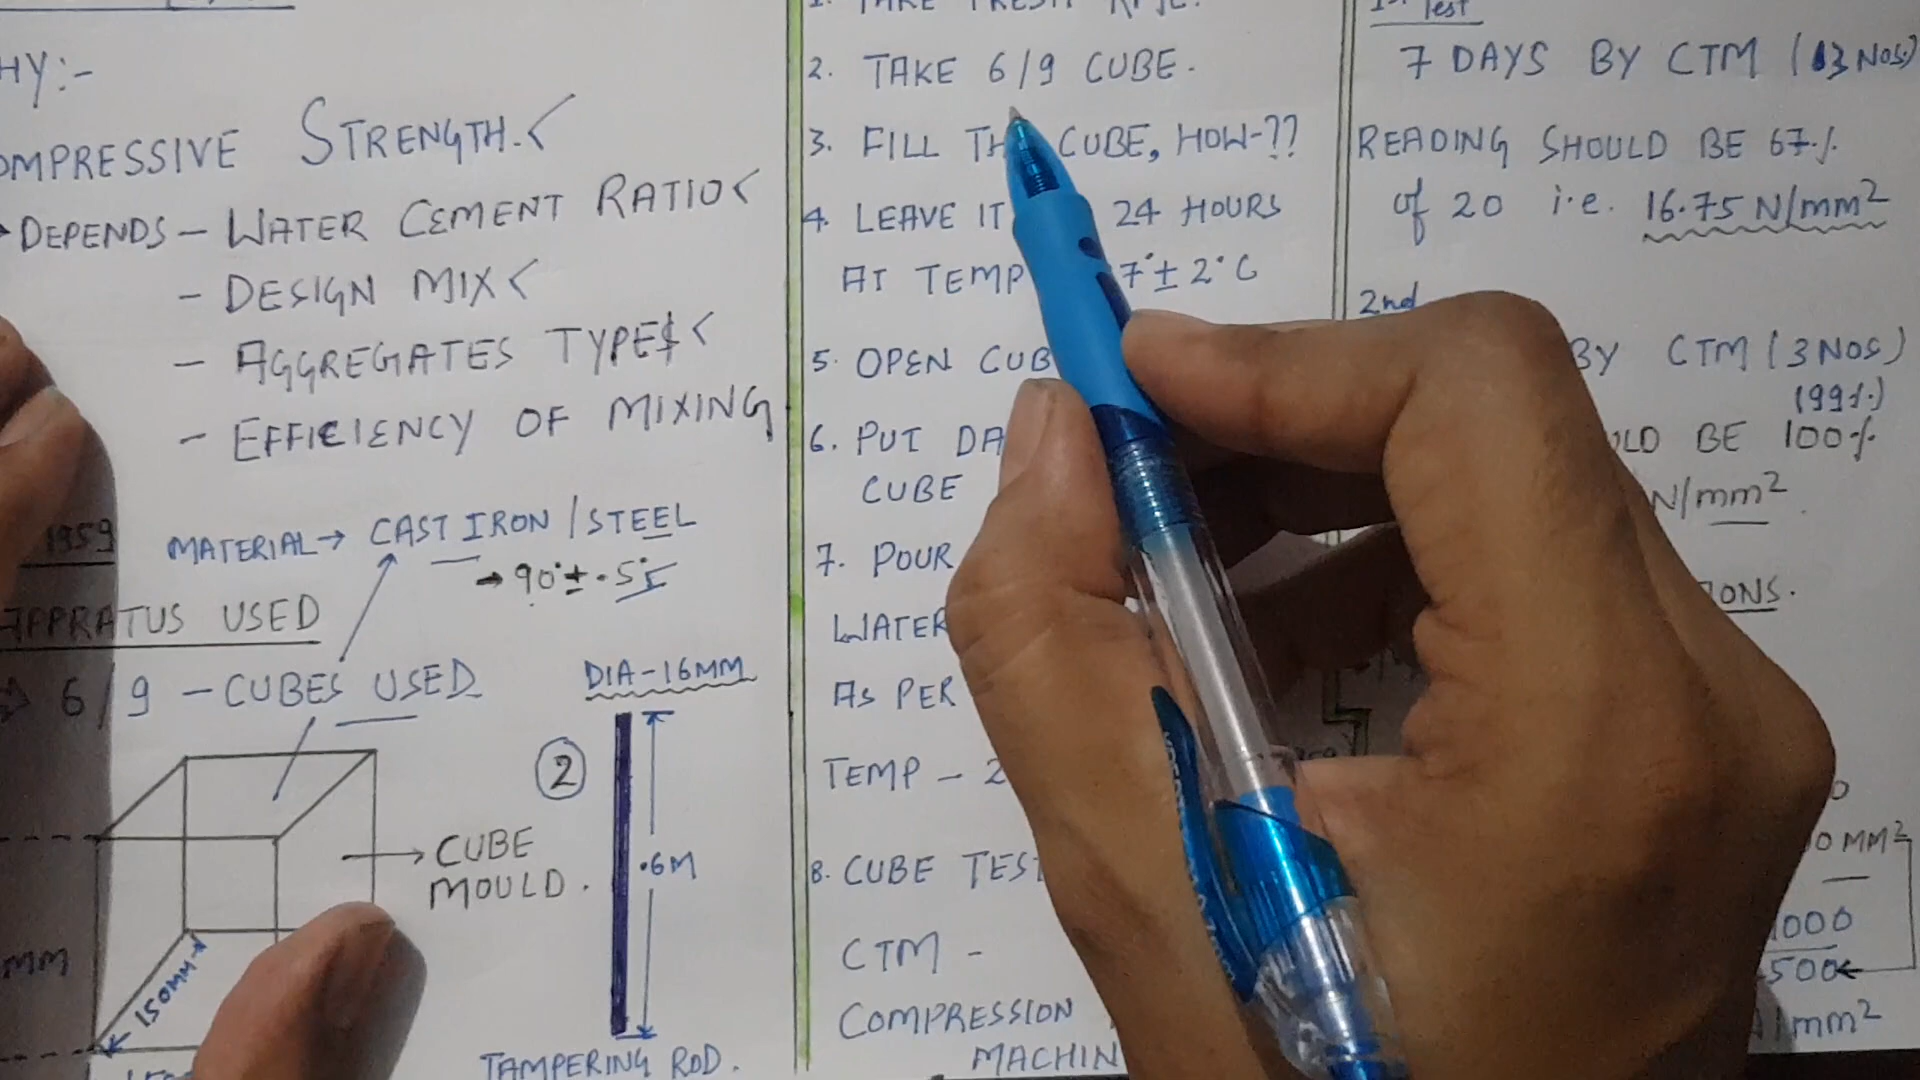 HY:-
OMPRESSIVE STRENGTH.<
DEPENDS - WATER CEMENT RATIO<
- DESIGN MIX <
- AGGREGATES TYPES <
- EFFICIENCY OF MIXING
1959
MATERIAL → CAST IRON / STEEL
→ 90° ± .5°
APPRATUS USED
6/9 - CUBES USED
DIA-16MM
2
CUBE
MOULD.
.6M
MM
150MM
TAMPERING ROD.
2. TAKE 6/9 CUBE.
3. FILL TH CUBE, HOW-??
4. LEAVE IT 24 HOURS
AT TEMP 7° ± 2° C
5. OPEN CUB
6. PUT DA
CUBE
7. POUR
WATER
AS PER
TEMP - 2
8. CUBE TEST
CTM -
COMPRESSION
MACHIN
1st Test
7 DAYS BY CTM (3 NOS)
READING SHOULD BE 67%
of 20 i.e. 16.75 N/mm2
2nd
BY CTM (3 NOS)
(99%)
OULD BE 100%
N/mm2
IONS.
0 MM2
1000
500
/mm2